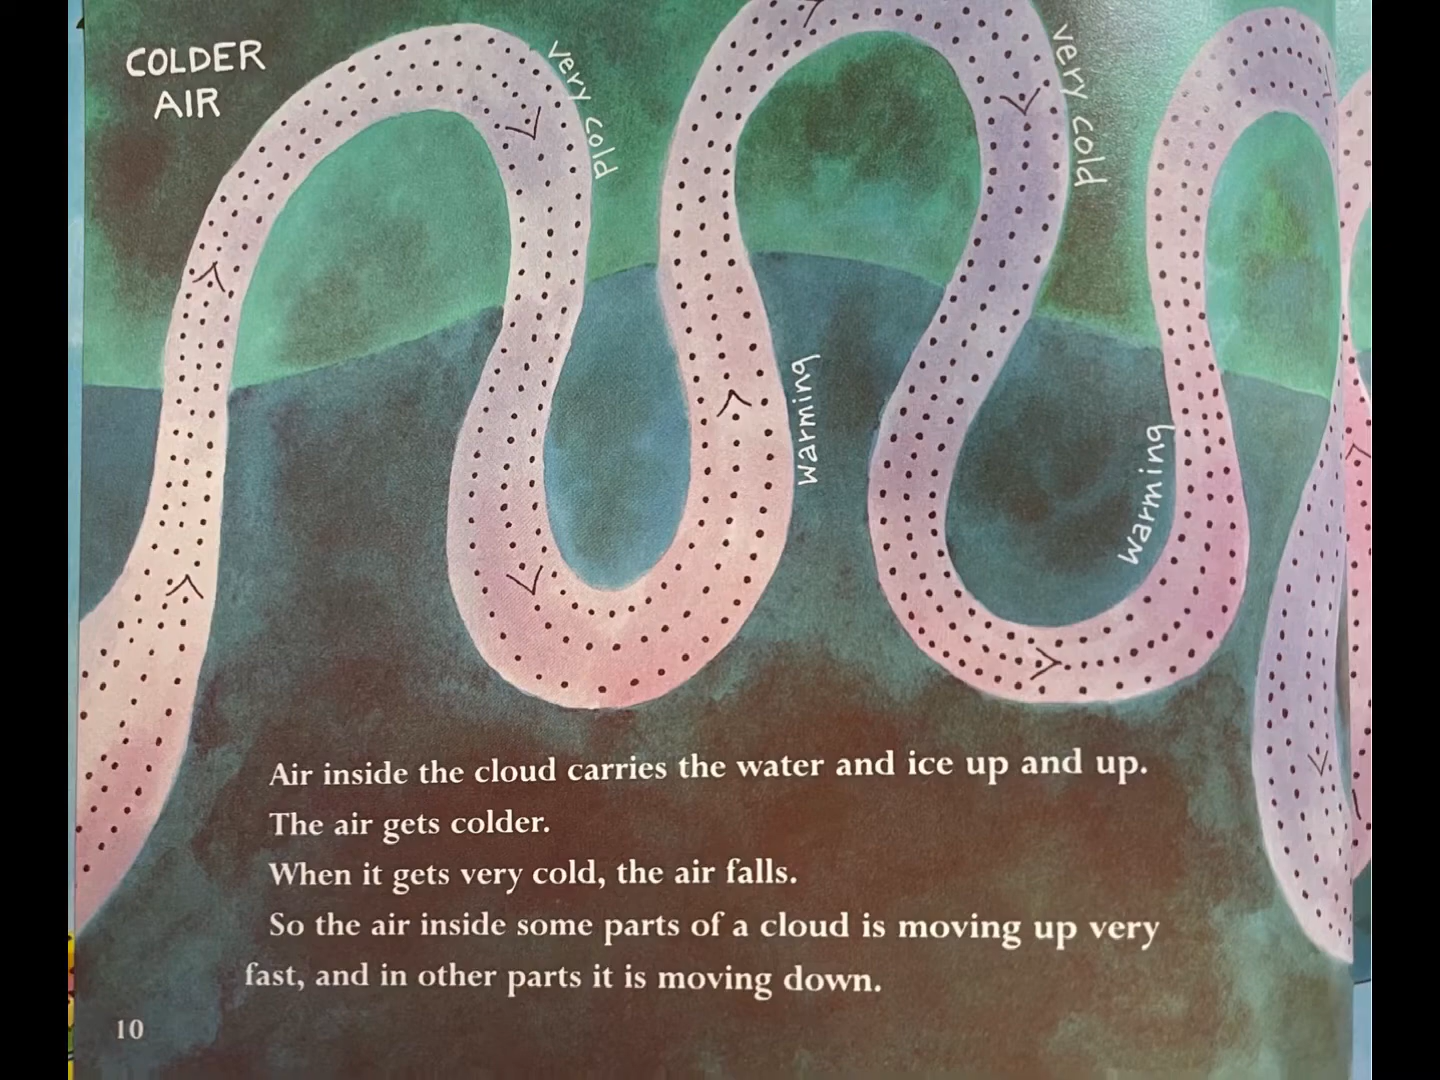 COLDER
AIR
very cold
very cold
warming
warming
Air inside the cloud carries the water and ice up and up.
The air gets colder.
When it gets very cold, the air falls.
So the air inside some parts of a cloud is moving up very
fast, and in other parts it is moving down.
10